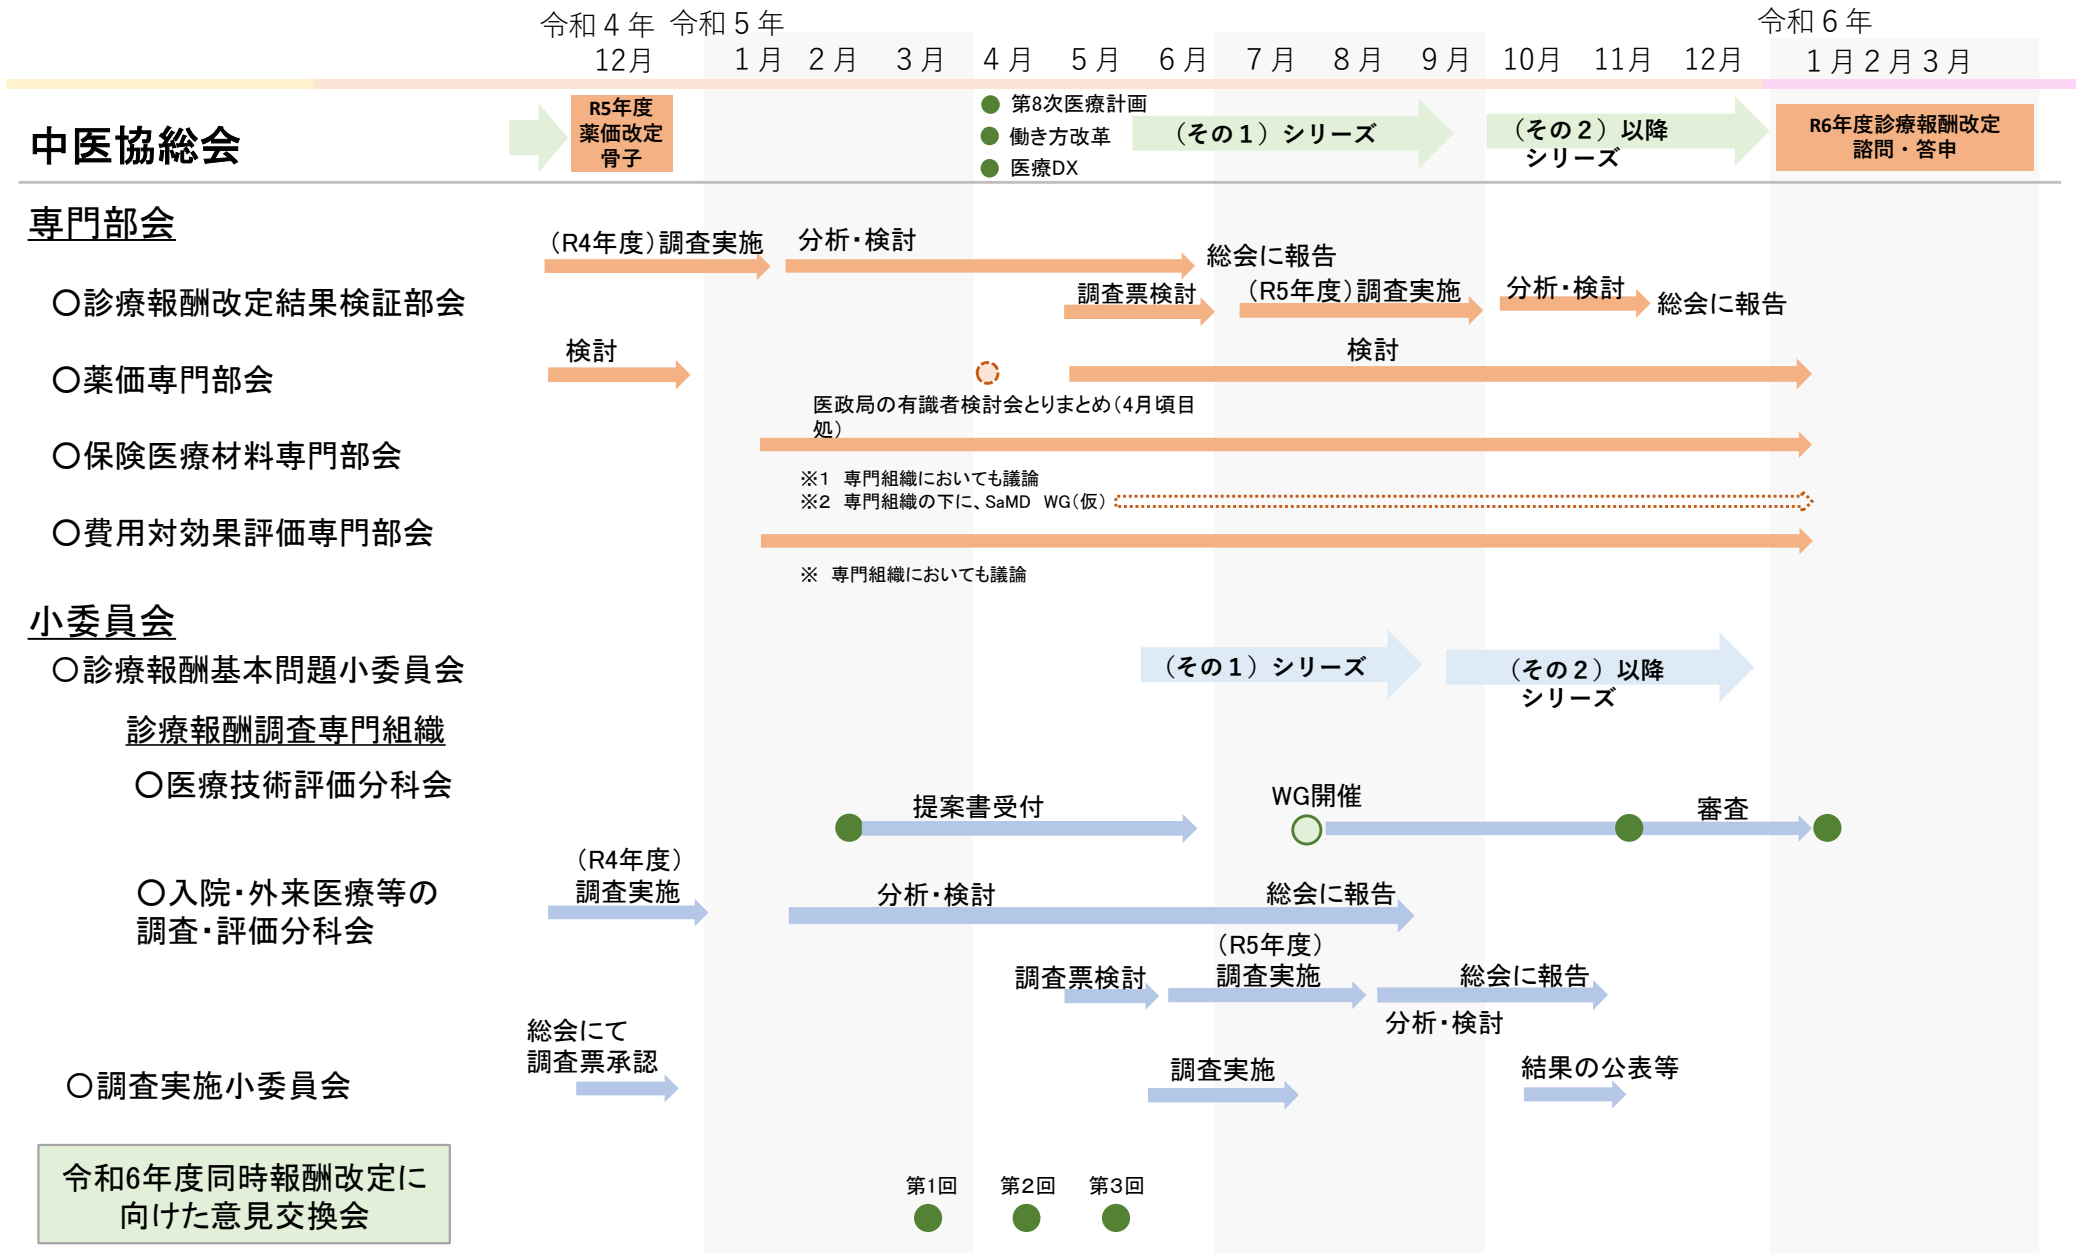 令和４年 令和５年 令和６年
12月 １月 ２月 ３月 ４月 ５月 ６月 ７月 ８月 ９月 10月 11月 12月 １月２月３月
中医協総会
R5年度
薬価改定
骨子
第8次医療計画
働き方改革
医療DX
（その１）シリーズ
（その２）以降
シリーズ
R6年度診療報酬改定
諮問・答申
専門部会
（R4年度）調査実施 分析・検討 総会に報告
○診療報酬改定結果検証部会
調査票検討 （R5年度）調査実施 分析・検討 総会に報告
○薬価専門部会
検討 検討
医政局の有識者検討会とりまとめ（4月頃目
処）
○保険医療材料専門部会
※1　専門組織においても議論
※2　専門組織の下に、SaMD　WG（仮）
○費用対効果評価専門部会
※　専門組織においても議論
小委員会
○診療報酬基本問題小委員会
（その１）シリーズ
（その２）以降
シリーズ
診療報酬調査専門組織
○医療技術評価分科会
提案書受付 WG開催 審査
○入院・外来医療等の
調査・評価分科会
（R4年度）
調査実施
分析・検討 総会に報告
調査票検討
（R5年度）
調査実施
総会に報告
分析・検討
○調査実施小委員会
総会にて
調査票承認
調査実施 結果の公表等
令和6年度同時報酬改定に
向けた意見交換会
第1回 第２回 第３回